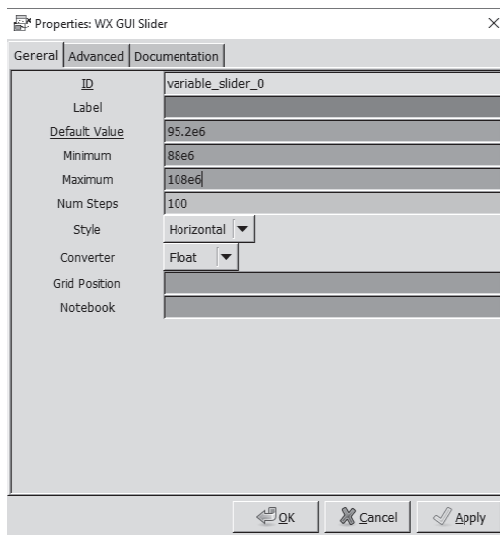 Properties: WX GUI Slider
General Advanced Documentation
ID variable_slider_0
Label
Default Value 95.2e6
Minimum 88e6
Maximum 108e6
Num Steps 100
Style Horizontal
Converter Float
Grid Position
Notebook
OK Cancel Apply